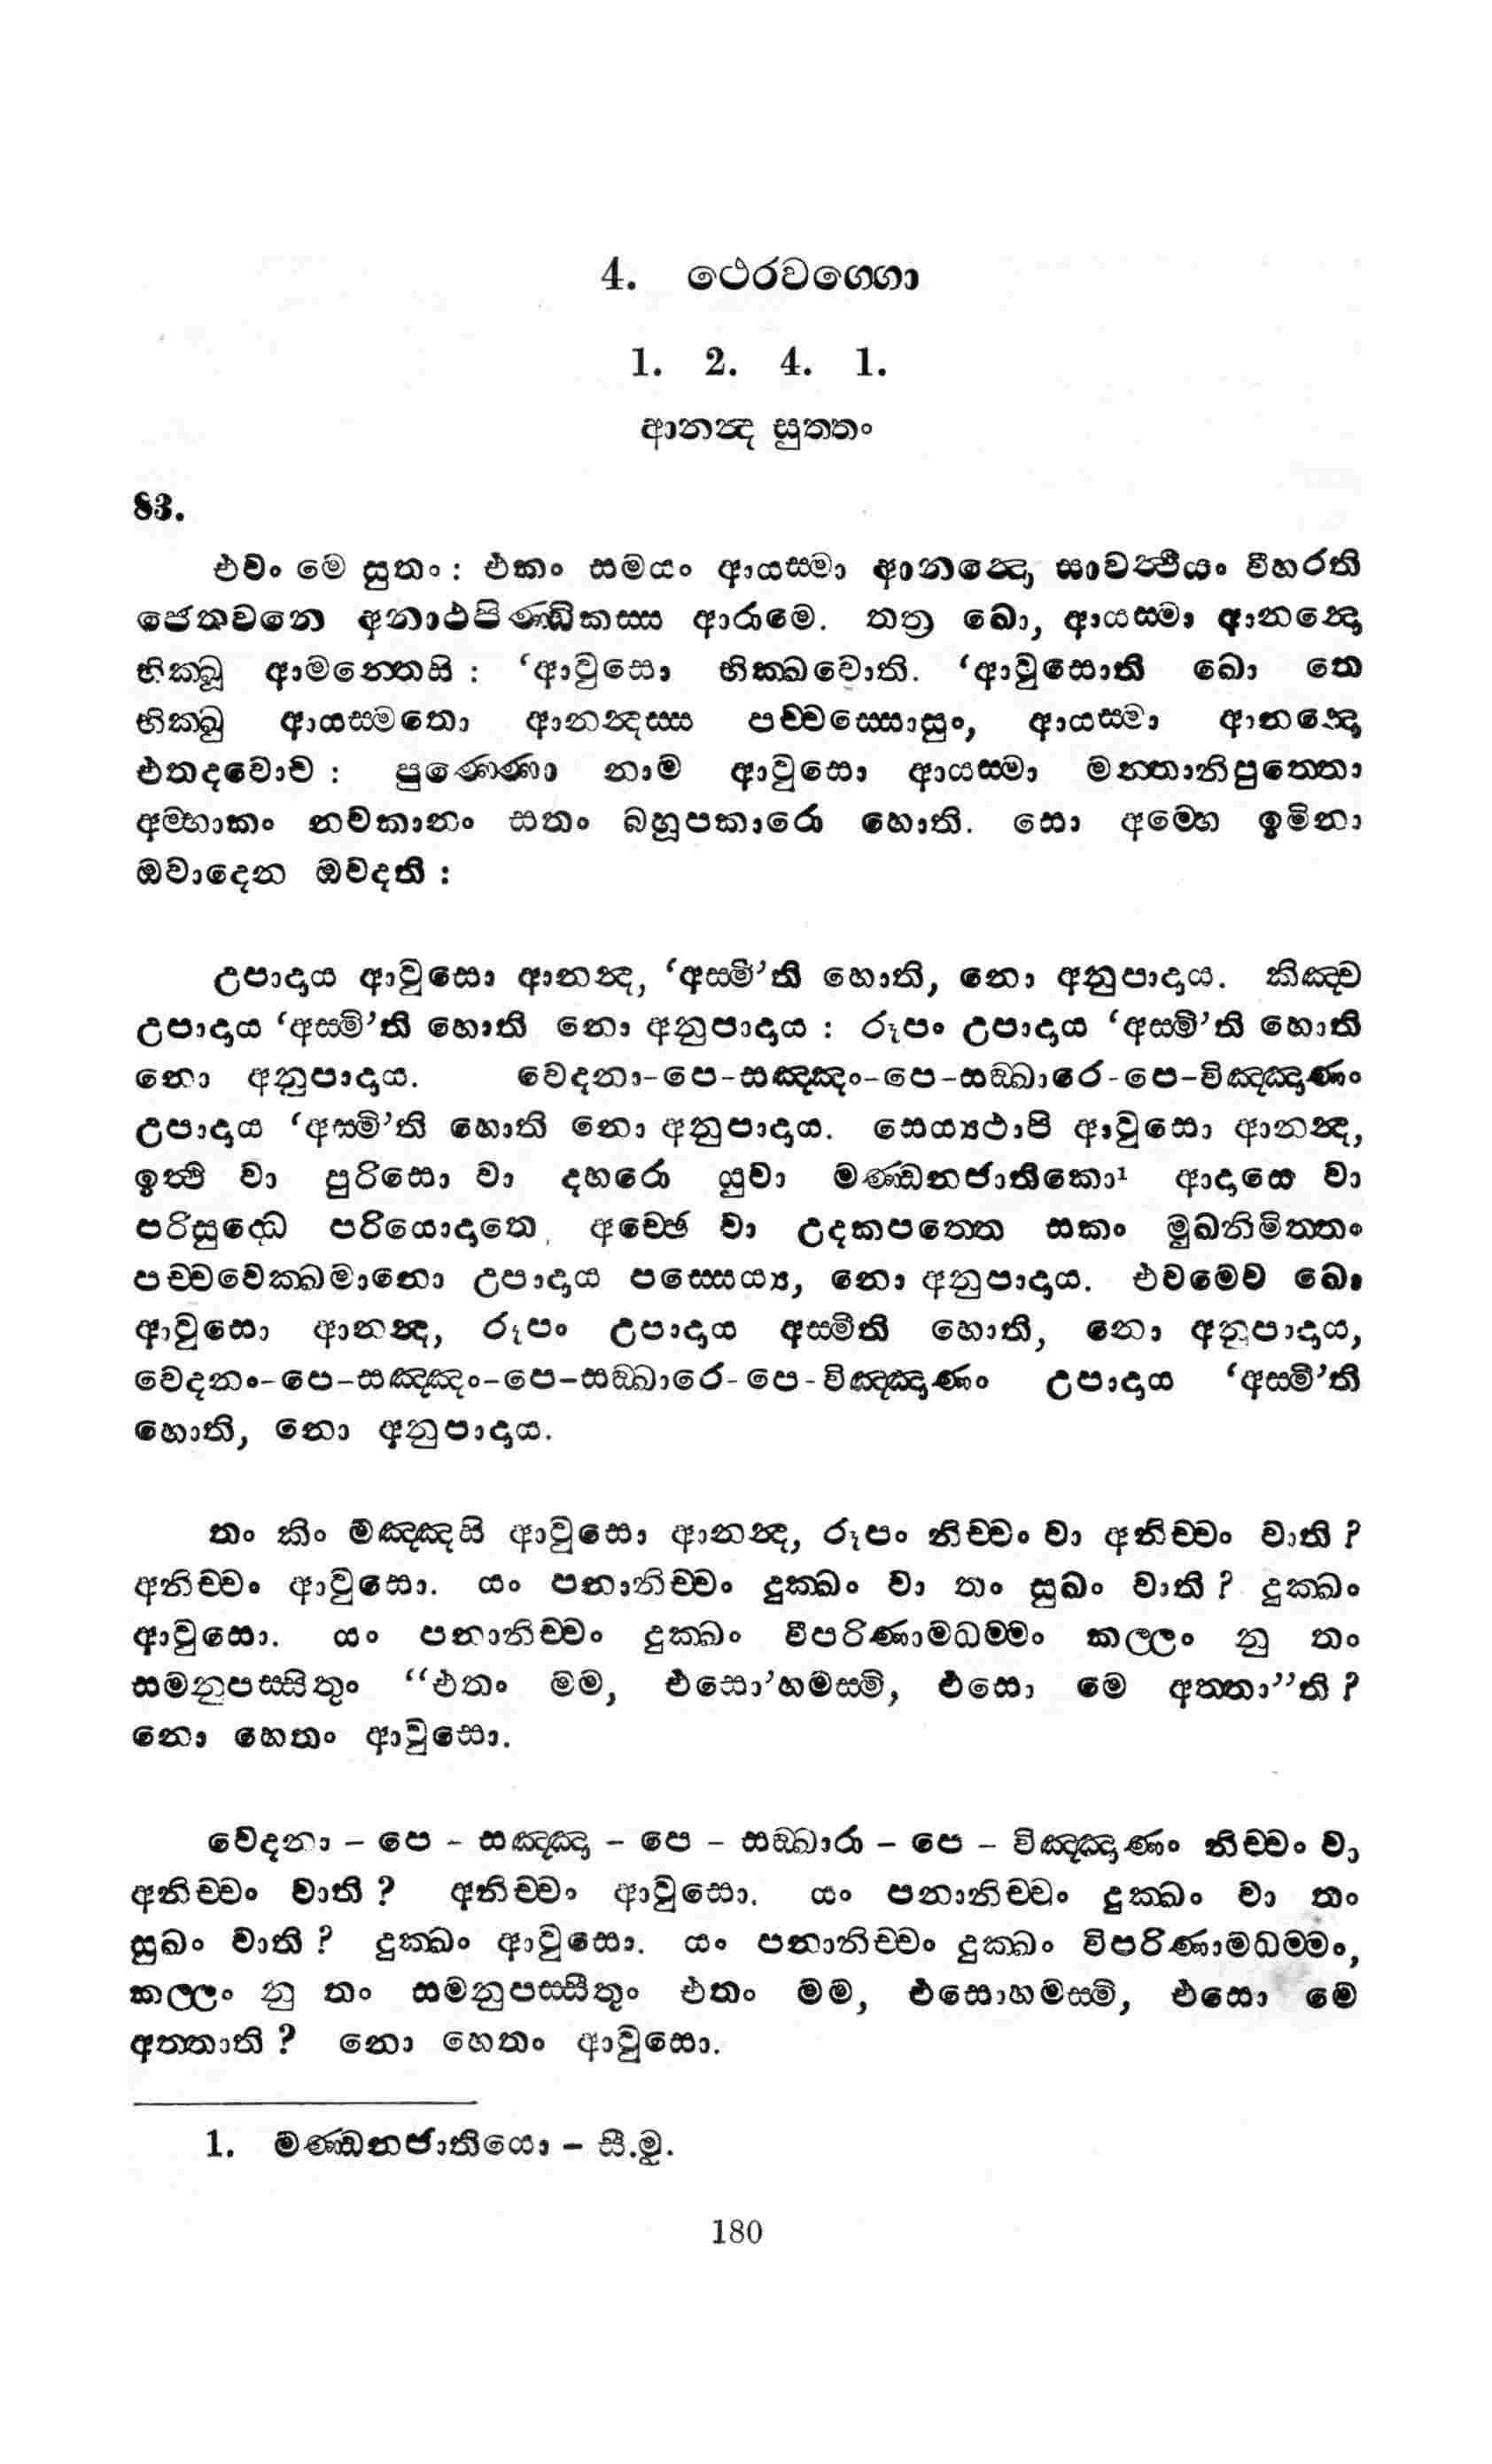 4. ථෙරවග්ගො
1. 2. 4. 1.
ආනන්ද සුත්තං
83.
එවං මෙ සුතං : එකං සමයං ආයස්මා ආනන්දො සාවත්ථියං විහරති
ජෙතවනෙ අනාථපිණ්ඩිකස්ස ආරාමෙ. තත්‍ර ඛො, ආයස්මා ආනන්දො
භික්ඛූ ආමන්තෙසි : ‘ආවුසො භික්ඛවොති. ‘ආවුසොති ඛො තෙ
භික්ඛු ආයස්මතො ආනන්දස්ස පච්චස්සොසුං, ආයස්මා ආනන්දො
එතදවොච : පුණ්ණො නාම ආවුසො ආයස්මා මන්තානිපුත්තො
අම්හාකං නවකානං සතං බහූපකාරො හොති. සො අම්හෙ ඉමිනා
ඔවාදෙන ඔවදති :
උපාදාය ආවුසො ආනන්ද, ‘අස්මී’ති හොති, නො අනුපාදාය. කිඤ්ච
උපාදාය ‘අස්මි’ති හොති නො අනුපාදාය : රූපං උපාදාය ‘අස්මි’ති හොති
නො අනුපාදාය. වෙදනා-පෙ-සඤ්ඤං-පෙ-සඞ්ඛාරෙ-පෙ-විඤ්ඤාණං
උපාදාය ‘අස්මි’ති හොති නො අනුපාදාය. සෙය්‍යථාපි ආවුසො ආනන්ද,
ඉත්ථි වා පුරිසො වා දහරො යුවා මණ්ඩනජාතිකො¹ ආදාසෙ වා
පරිසුද්ධෙ පරියොදාතෙ, අච්ඡෙ වා උදකපත්තෙ සකං මුඛනිමිත්තං
පච්චවෙක්ඛමානො උපාදාය පස්සෙය්‍ය, නො අනුපාදාය. එවමෙව ඛො
ආවුසො ආනන්ද, රූපං උපාදාය අස්මිති හොති, නො අනුපාදාය,
වෙදනං-පෙ-සඤ්ඤං-පෙ-සඞ්ඛාරෙ-පෙ-විඤ්ඤාණං උපාදාය ‘අස්මී’ති
හොති, නො අනුපාදාය.
තං කිං මඤ්ඤසි ආවුසො ආනන්ද, රූපං නිච්චං වා අනිච්චං වාති ?
අනිච්චං ආවුසො. යං පනානිච්චං දුක්ඛං වා තං සුඛං වාති ? දුක්ඛං
ආවුසො. යං පනානිච්චං දුක්ඛං විපරිණාමධම්මං කල්ලං නු තං
සමනුපස්සිතුං “එතං මම, එසො’හමස්මි, එසො මෙ අත්තා”ති ?
නො හෙතං ආවුසො.
වේදනා – පෙ – සඤ්ඤා – පෙ – සඞ්ඛාරා – පෙ – විඤ්ඤාණං නිච්චං වා
අනිච්චං වාති ? අනිච්චං ආවුසො. යං පනානිච්චං දුක්ඛං වා තං
සුඛං වාති ? දුක්ඛං ආවුසො. යං පනානිච්චං දුක්ඛං විපරිණාමධම්මං,
කල්ලං නු තං සමනුපස්සිතුං එතං මම, එසොහමස්මි, එසො මෙ
අත්තාති ? නො හෙතං ආවුසො.
1. මණ්ඩනජාතියො – සී.මු.
180